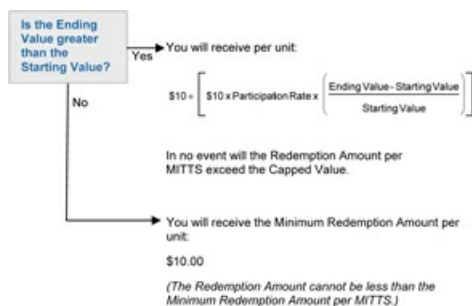 Is the Ending
Value greater
than the
Starting Value?
Yes
You will receive per unit:
$10 + [ $10 x Participation Rate x ( Ending Value - Starting Value
Starting Value ) ]
In no event will the Redemption Amount per
MITTS exceed the Capped Value.
No
You will receive the Minimum Redemption Amount per
unit:
$10.00
(The Redemption Amount cannot be less than the
Minimum Redemption Amount per MITTS.)